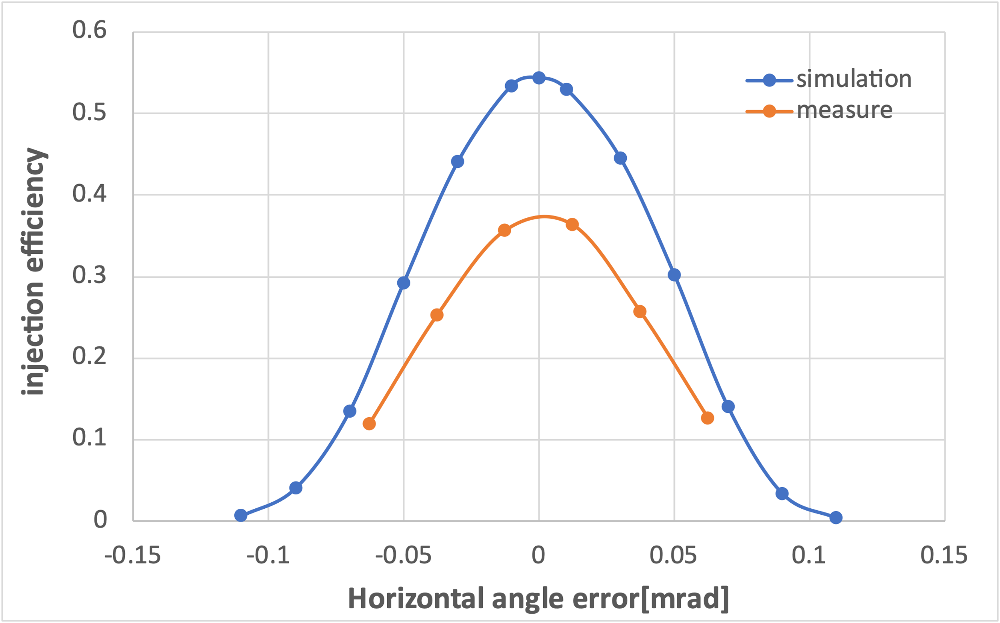 0.6
0.5
0.4
0.3
0.2
0.1
0
injection efficiency
simulation
measure
-0.15 -0.1 -0.05 0 0.05 0.1 0.15
Horizontal angle error[mrad]